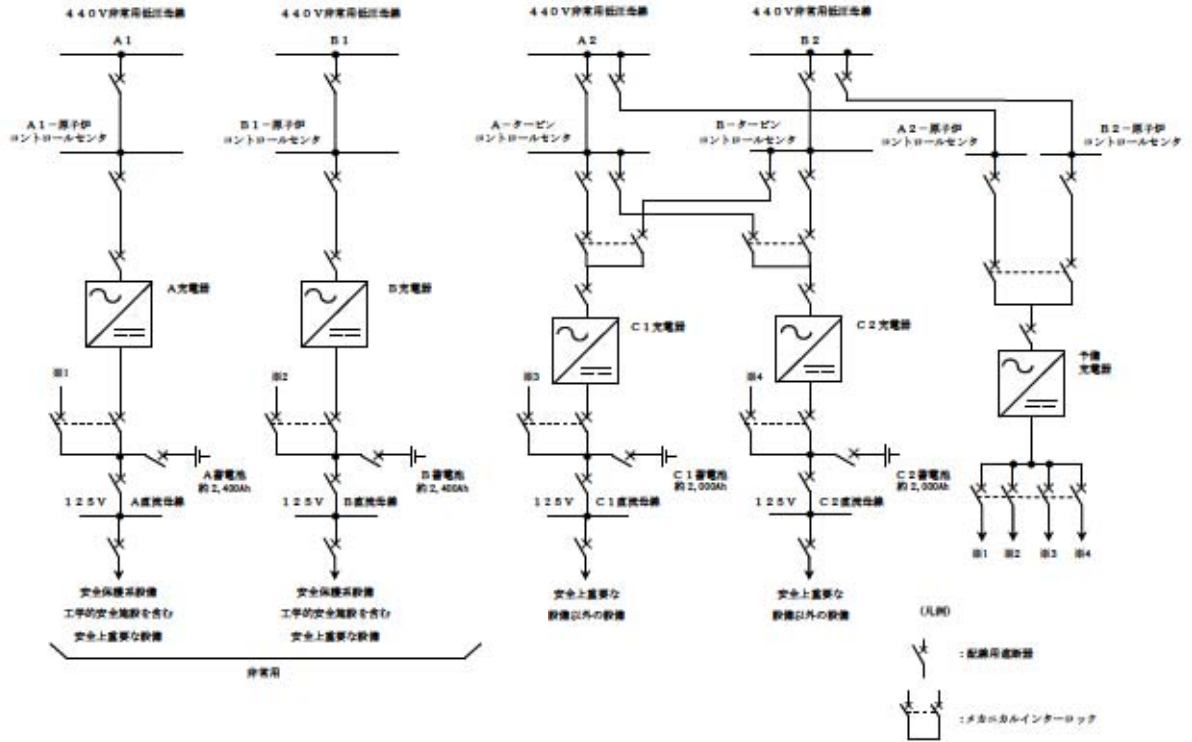 440V非常用低圧母線
440V非常用低圧母線
440V非常用低圧母線
440V非常用低圧母線
A1
B1
A2
B2
A1-原子炉
コントロールセンタ
B1-原子炉
コントロールセンタ
A-タービン
コントロールセンタ
B-タービン
コントロールセンタ
A2-原子炉
コントロールセンタ
B2-原子炉
コントロールセンタ
A充電器
B充電器
C1充電器
C2充電器
予備
充電器
※1
※2
※3
※4
A蓄電池
約2,400Ah
B蓄電池
約2,400Ah
C1蓄電池
約2,000Ah
C2蓄電池
約2,000Ah
125V A直流母線
125V B直流母線
125V C1直流母線
125V C2直流母線
※1 ※2 ※3 ※4
安全保護系設備
工学的安全施設を含む
安全上重要な設備
安全保護系設備
工学的安全施設を含む
安全上重要な設備
安全上重要な
設備以外の設備
安全上重要な
設備以外の設備
非常用
(凡例)
:配線用遮断器
:メカニカルインターロック